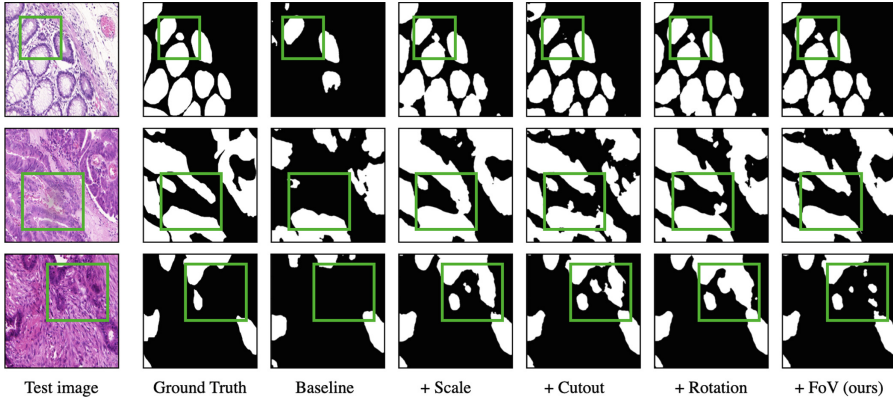 Test image Ground Truth Baseline + Scale + Cutout + Rotation + FoV (ours)